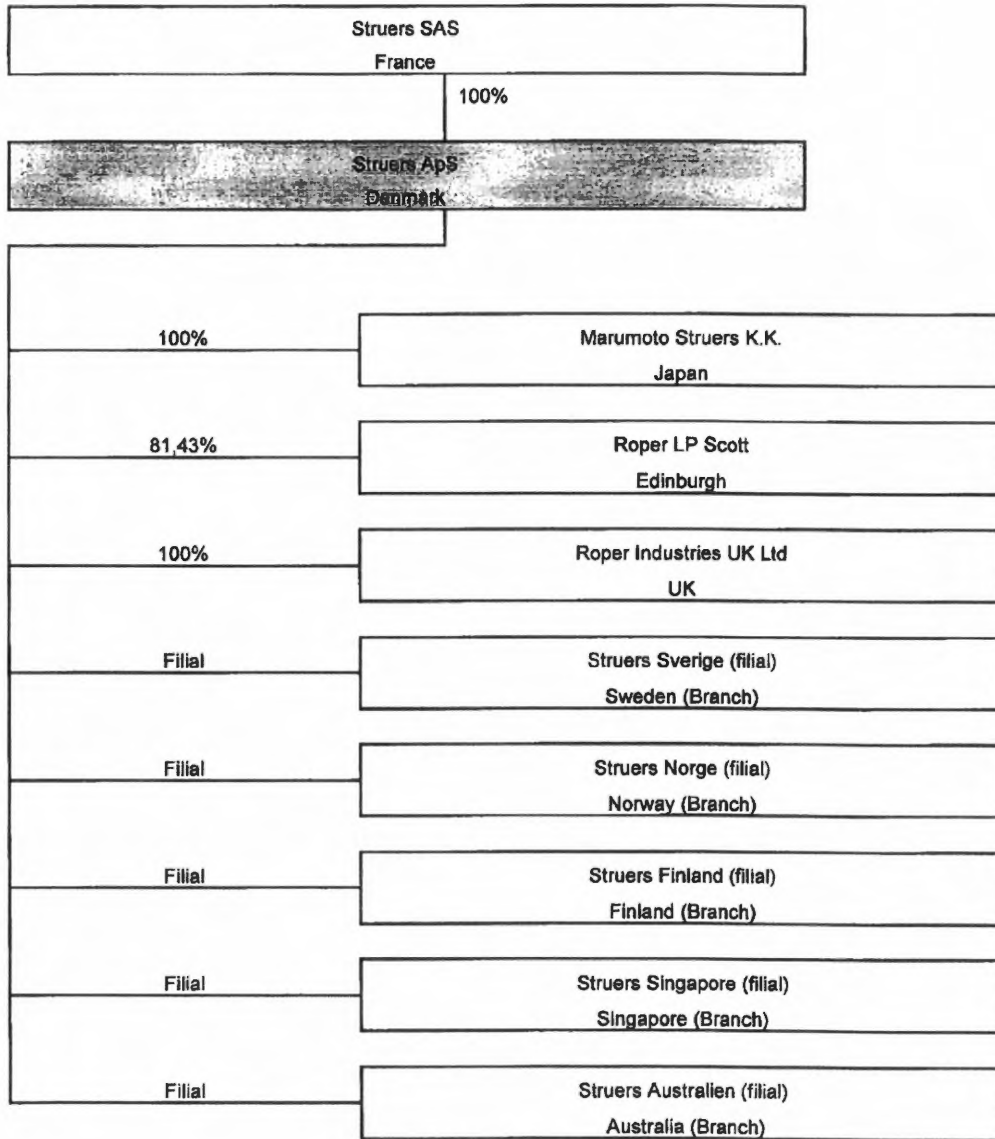 Struers SAS
France
100%
Struers ApS
Danmark
100%
Marumoto Struers K.K.
Japan
81,43%
Roper LP Scott
Edinburgh
100%
Roper Industries UK Ltd
UK
Filial
Struers Sverige (filial)
Sweden (Branch)
Filial
Struers Norge (filial)
Norway (Branch)
Filial
Struers Finland (filial)
Finland (Branch)
Filial
Struers Singapore (filial)
Singapore (Branch)
Filial
Struers Australien (filial)
Australia (Branch)